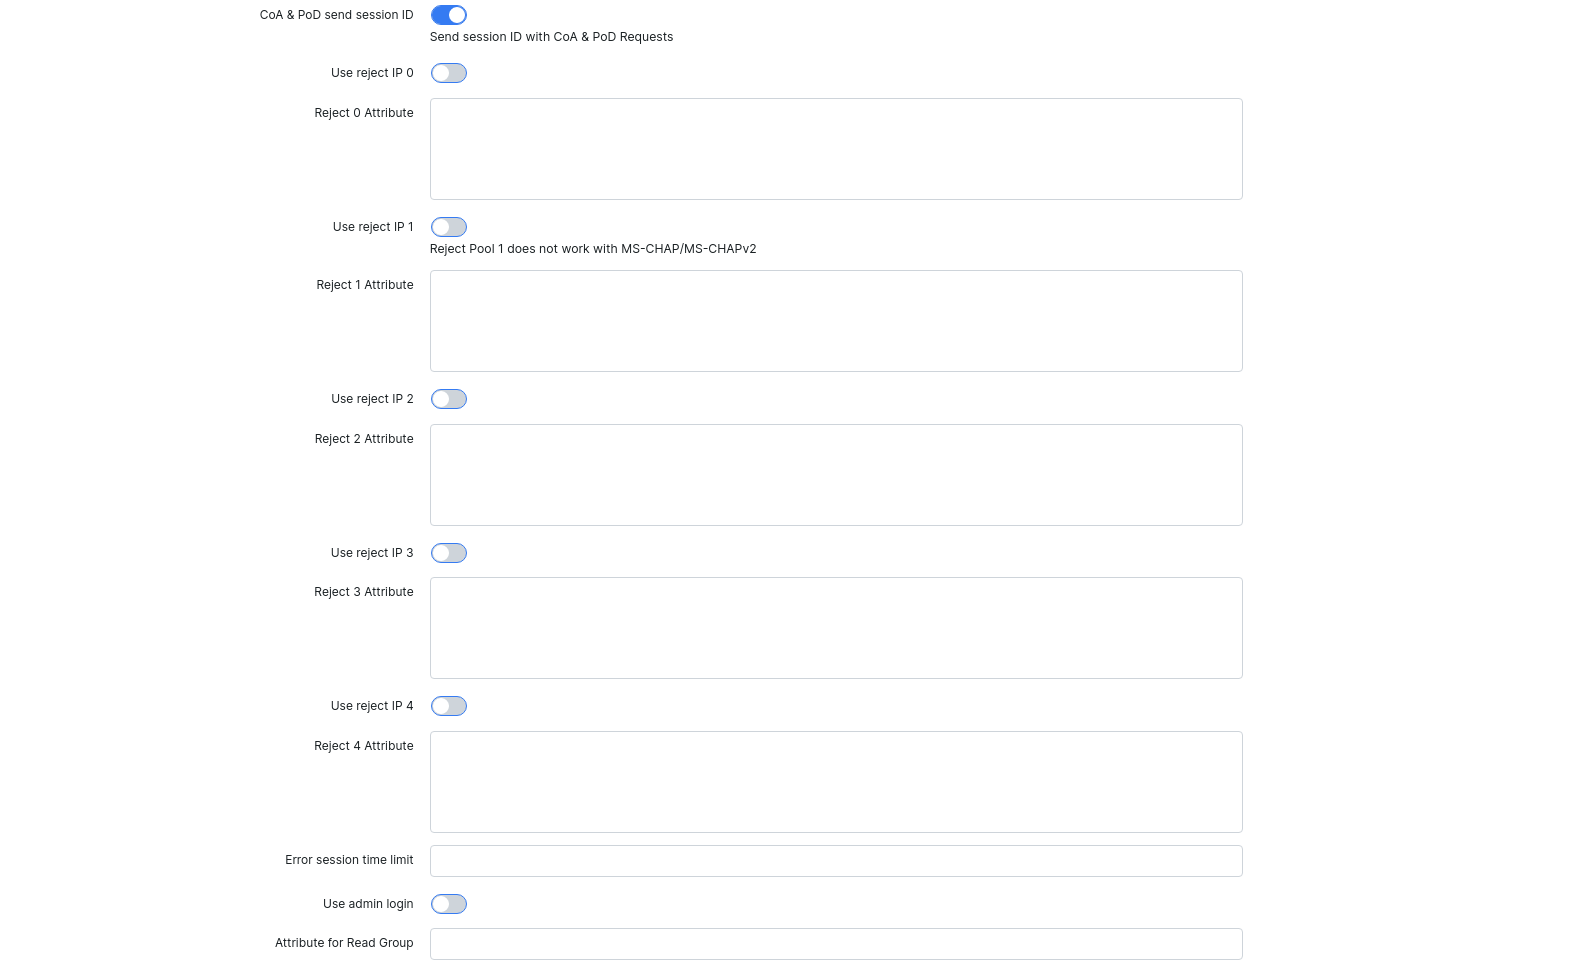 CoA & PoD send session ID
Send session ID with CoA & PoD Requests
Use reject IP 0
Reject 0 Attribute
Use reject IP 1
Reject Pool 1 does not work with MS-CHAP/MS-CHAPv2
Reject 1 Attribute
Use reject IP 2
Reject 2 Attribute
Use reject IP 3
Reject 3 Attribute
Use reject IP 4
Reject 4 Attribute
Error session time limit
Use admin login
Attribute for Read Group